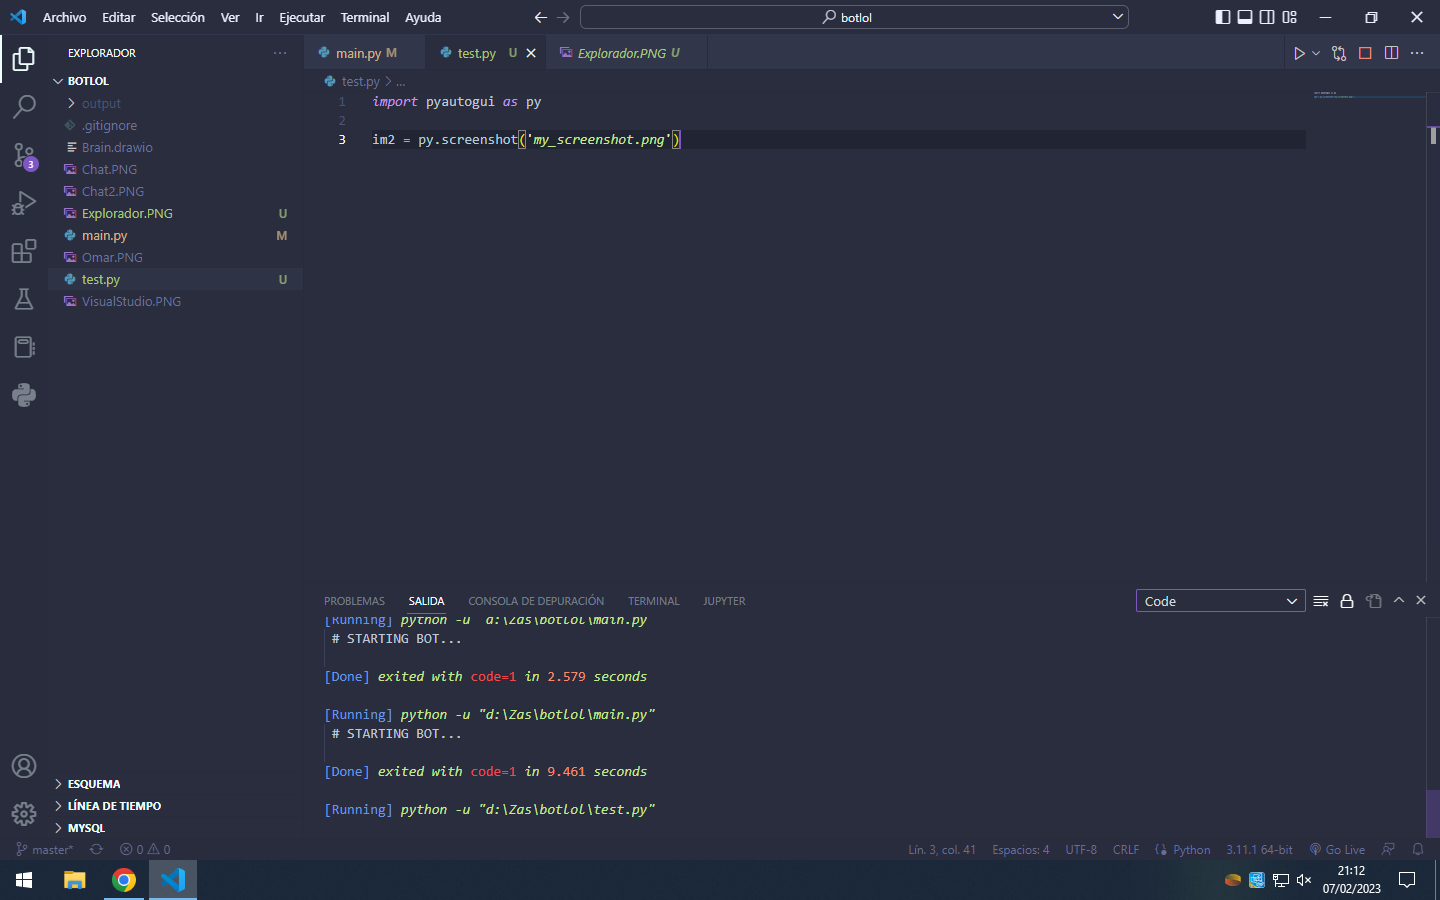 Archivo Editar Selección Ver Ir Ejecutar Terminal Ayuda
botlol
EXPLORADOR
BOTLOL
output
.gitignore
Brain.drawio
Chat.PNG
Chat2.PNG
Explorador.PNG U
main.py M
Omar.PNG
test.py U
VisualStudio.PNG
ESQUEMA
LÍNEA DE TIEMPO
MYSQL
main.py M test.py U Explorador.PNG U
test.py > ...
1 import pyautogui as py
2
3 im2 = py.screenshot('my_screenshot.png')
PROBLEMAS SALIDA CONSOLA DE DEPURACIÓN TERMINAL JUPYTER
Code
[Running] python -u "d:\Zas\botlol\main.py
# STARTING BOT...
[Done] exited with code=1 in 2.579 seconds
[Running] python -u "d:\Zas\botlol\main.py"
# STARTING BOT...
[Done] exited with code=1 in 9.461 seconds
[Running] python -u "d:\Zas\botlol\test.py"
3
master* 0 0 Lín. 3, col. 41 Espacios: 4 UTF-8 CRLF Python 3.11.1 64-bit Go Live
21:12
07/02/2023